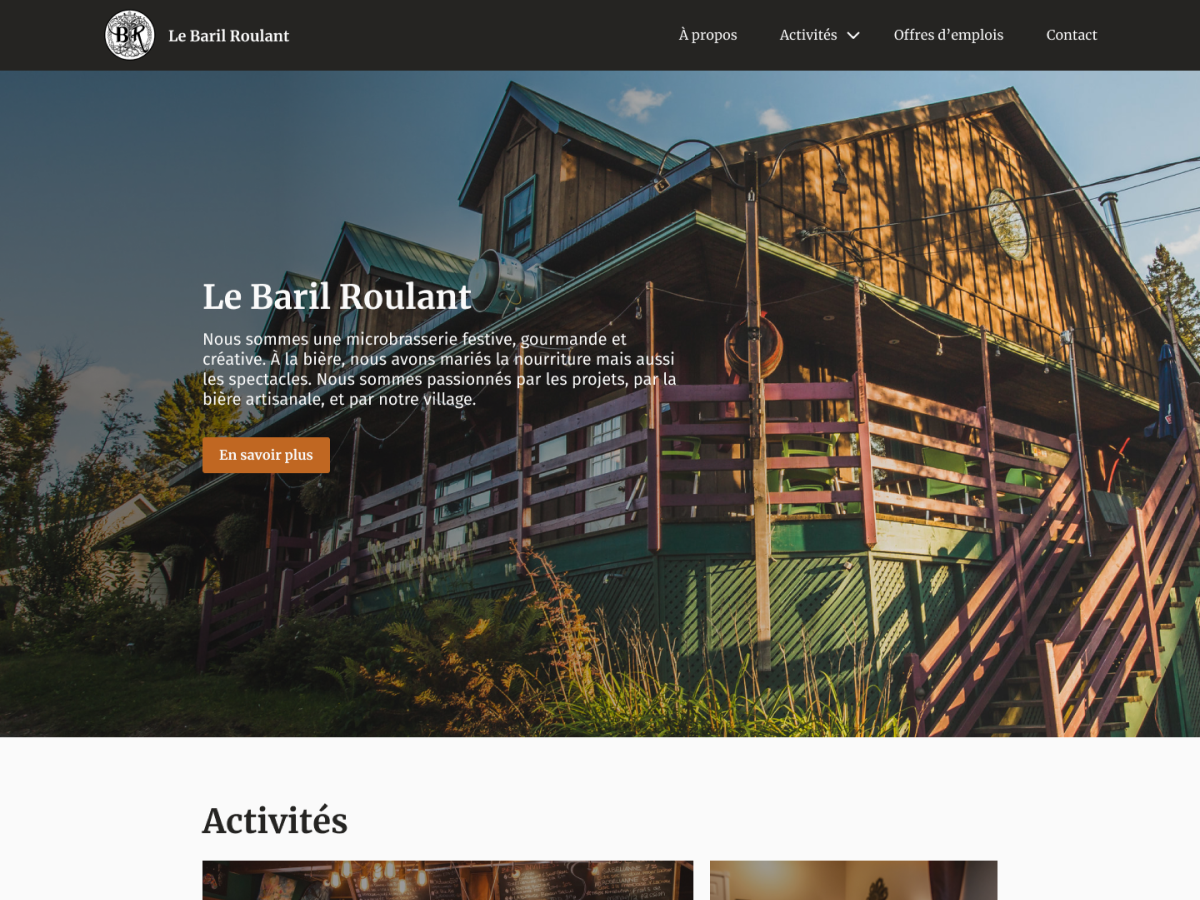 BR
Le Baril Roulant
À propos
Activités
Offres d’emplois
Contact
Le Baril Roulant
Nous sommes une microbrasserie festive, gourmande et
créative. À la bière, nous avons mariés la nourriture mais aussi
les spectacles. Nous sommes passionnés par les projets, par la
bière artisanale, et par notre village.
En savoir plus
Activités